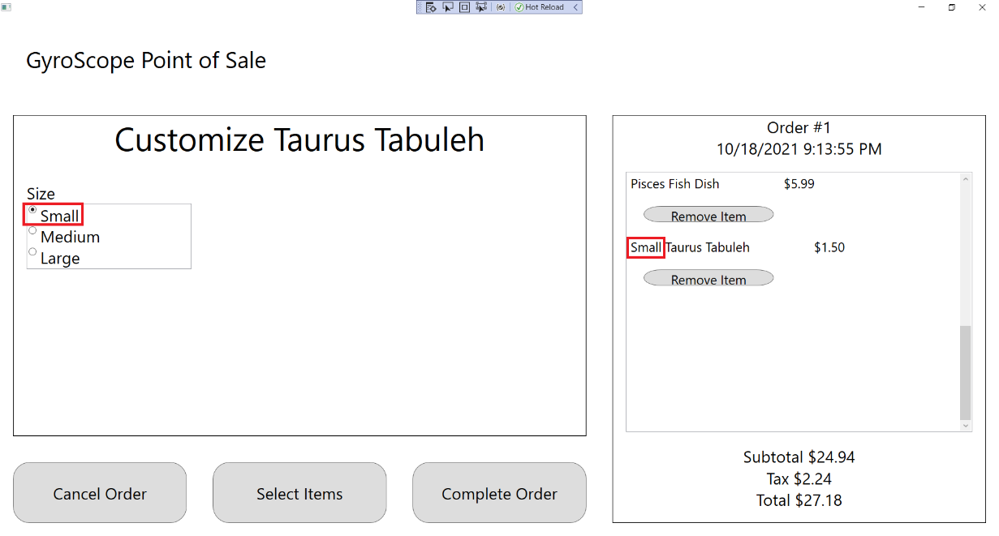 Hot Reload
GyroScope Point of Sale
Customize Taurus Tabuleh
Size
Small
Medium
Large
Cancel Order
Select Items
Complete Order
Order #1
10/18/2021 9:13:55 PM
Pisces Fish Dish $5.99
Remove Item
Small Taurus Tabuleh $1.50
Remove Item
Subtotal $24.94
Tax $2.24
Total $27.18